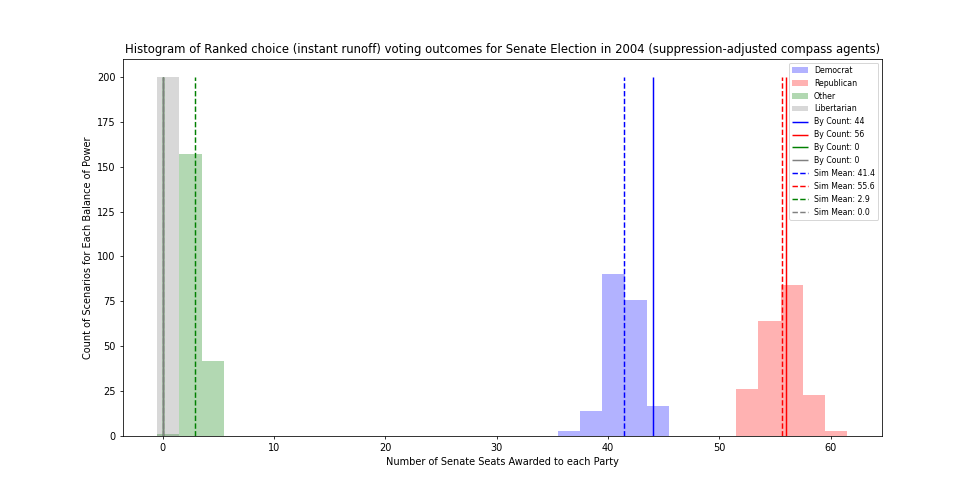 Histogram of Ranked choice (instant runoff) voting outcomes for Senate Election in 2004 (suppression-adjusted compass agents)
Democrat
Republican
Other
Libertarian
By Count: 44
By Count: 56
By Count: 0
By Count: 0
Sim Mean: 41.4
Sim Mean: 55.6
Sim Mean: 2.9
Sim Mean: 0.0
Count of Scenarios for Each Balance of Power
200
175
150
125
100
75
50
25
0
0 10 20 30 40 50 60
Number of Senate Seats Awarded to each Party